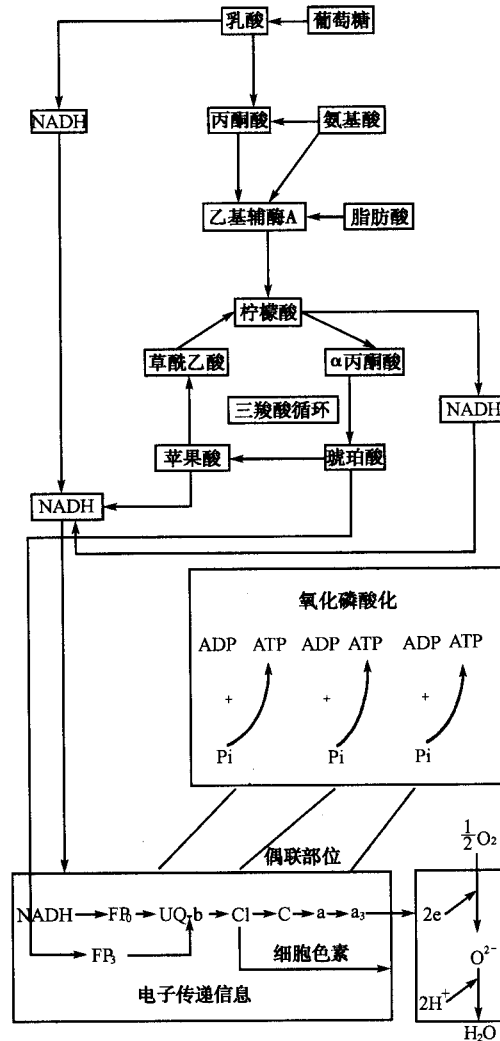 乳酸 葡萄糖
NADH 丙酮酸 氨基酸
乙基辅酶A 脂肪酸
柠檬酸
草酰乙酸 α丙酮酸
三羧酸循环 NADH
苹果酸 琥珀酸
NADH
氧化磷酸化
ADP ATP ADP ATP ADP ATP
+ + +
Pi Pi Pi
偶联部位 1/2 O₂
NADH FP₀ UQ-b Cl C a a₃ 2e
FP₃ 细胞色素 O²⁻
电子传递信息 2H⁺
H₂O